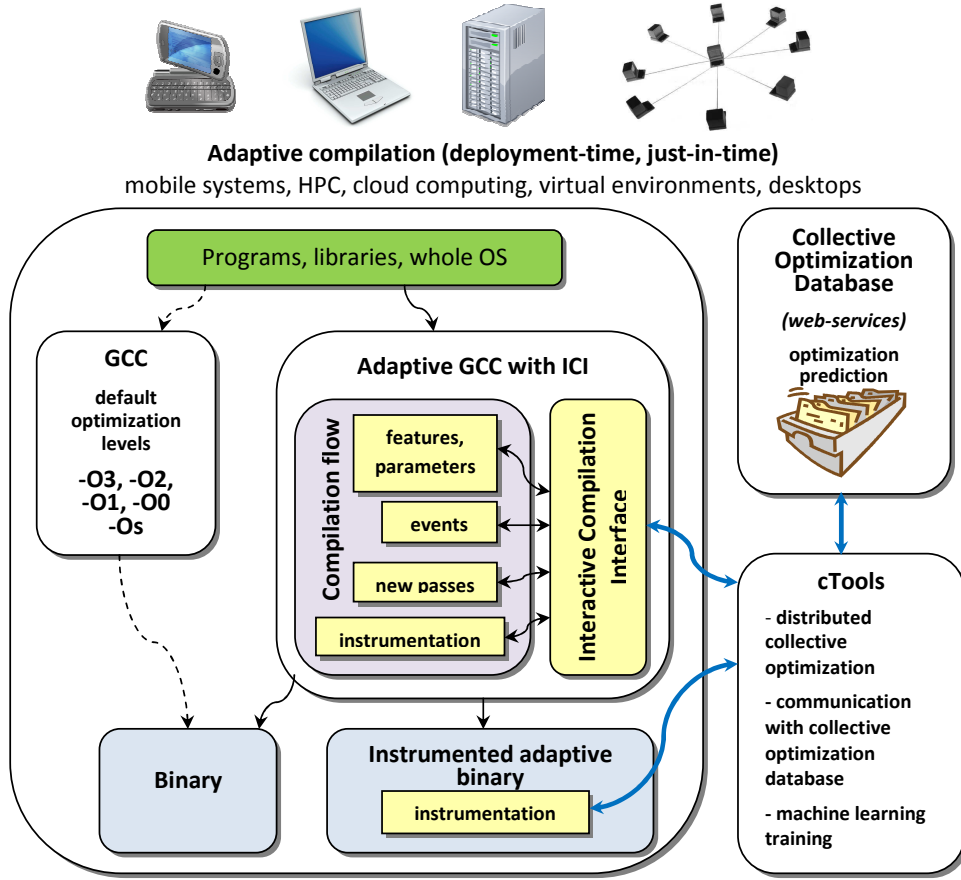 Adaptive compilation (deployment-time, just-in-time)
mobile systems, HPC, cloud computing, virtual environments, desktops
Programs, libraries, whole OS
GCC
default
optimization
levels
-O3, -O2,
-O1, -O0
-Os
Adaptive GCC with ICI
Compilation flow
features,
parameters
events
new passes
instrumentation
Interactive Compilation
Interface
Binary
Instrumented adaptive
binary
instrumentation
Collective
Optimization
Database
(web-services)
optimization
prediction
cTools
- distributed
collective
optimization
- communication
with collective
optimization
database
- machine learning
training